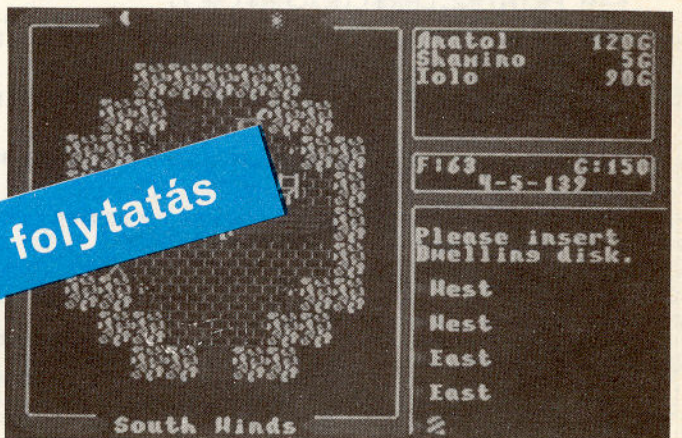 Anatol 120G
Shamino 5G
Iolo 90G
F:63 G:150
4-5-139
Please insert
Dwelling disk.
West
West
East
East
South Winds
folytatás